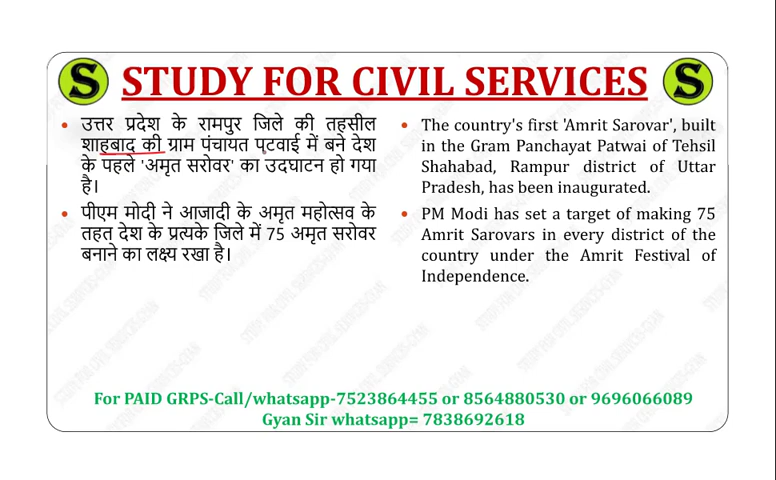 S STUDY FOR CIVIL SERVICES S
• उत्तर प्रदेश के रामपुर जिले की तहसील
शाहबाद की ग्राम पंचायत पटवाई में बने देश
के पहले 'अमृत सरोवर' का उदघाटन हो गया
है।
• पीएम मोदी ने आजादी के अमृत महोत्सव के
तहत देश के प्रत्यके जिले में 75 अमृत सरोवर
बनाने का लक्ष्य रखा है।
• The country's first 'Amrit Sarovar', built
in the Gram Panchayat Patwai of Tehsil
Shahabad, Rampur district of Uttar
Pradesh, has been inaugurated.
• PM Modi has set a target of making 75
Amrit Sarovars in every district of the
country under the Amrit Festival of
Independence.
For PAID GRPS-Call/whatsapp-7523864455 or 8564880530 or 9696066089
Gyan Sir whatsapp= 7838692618